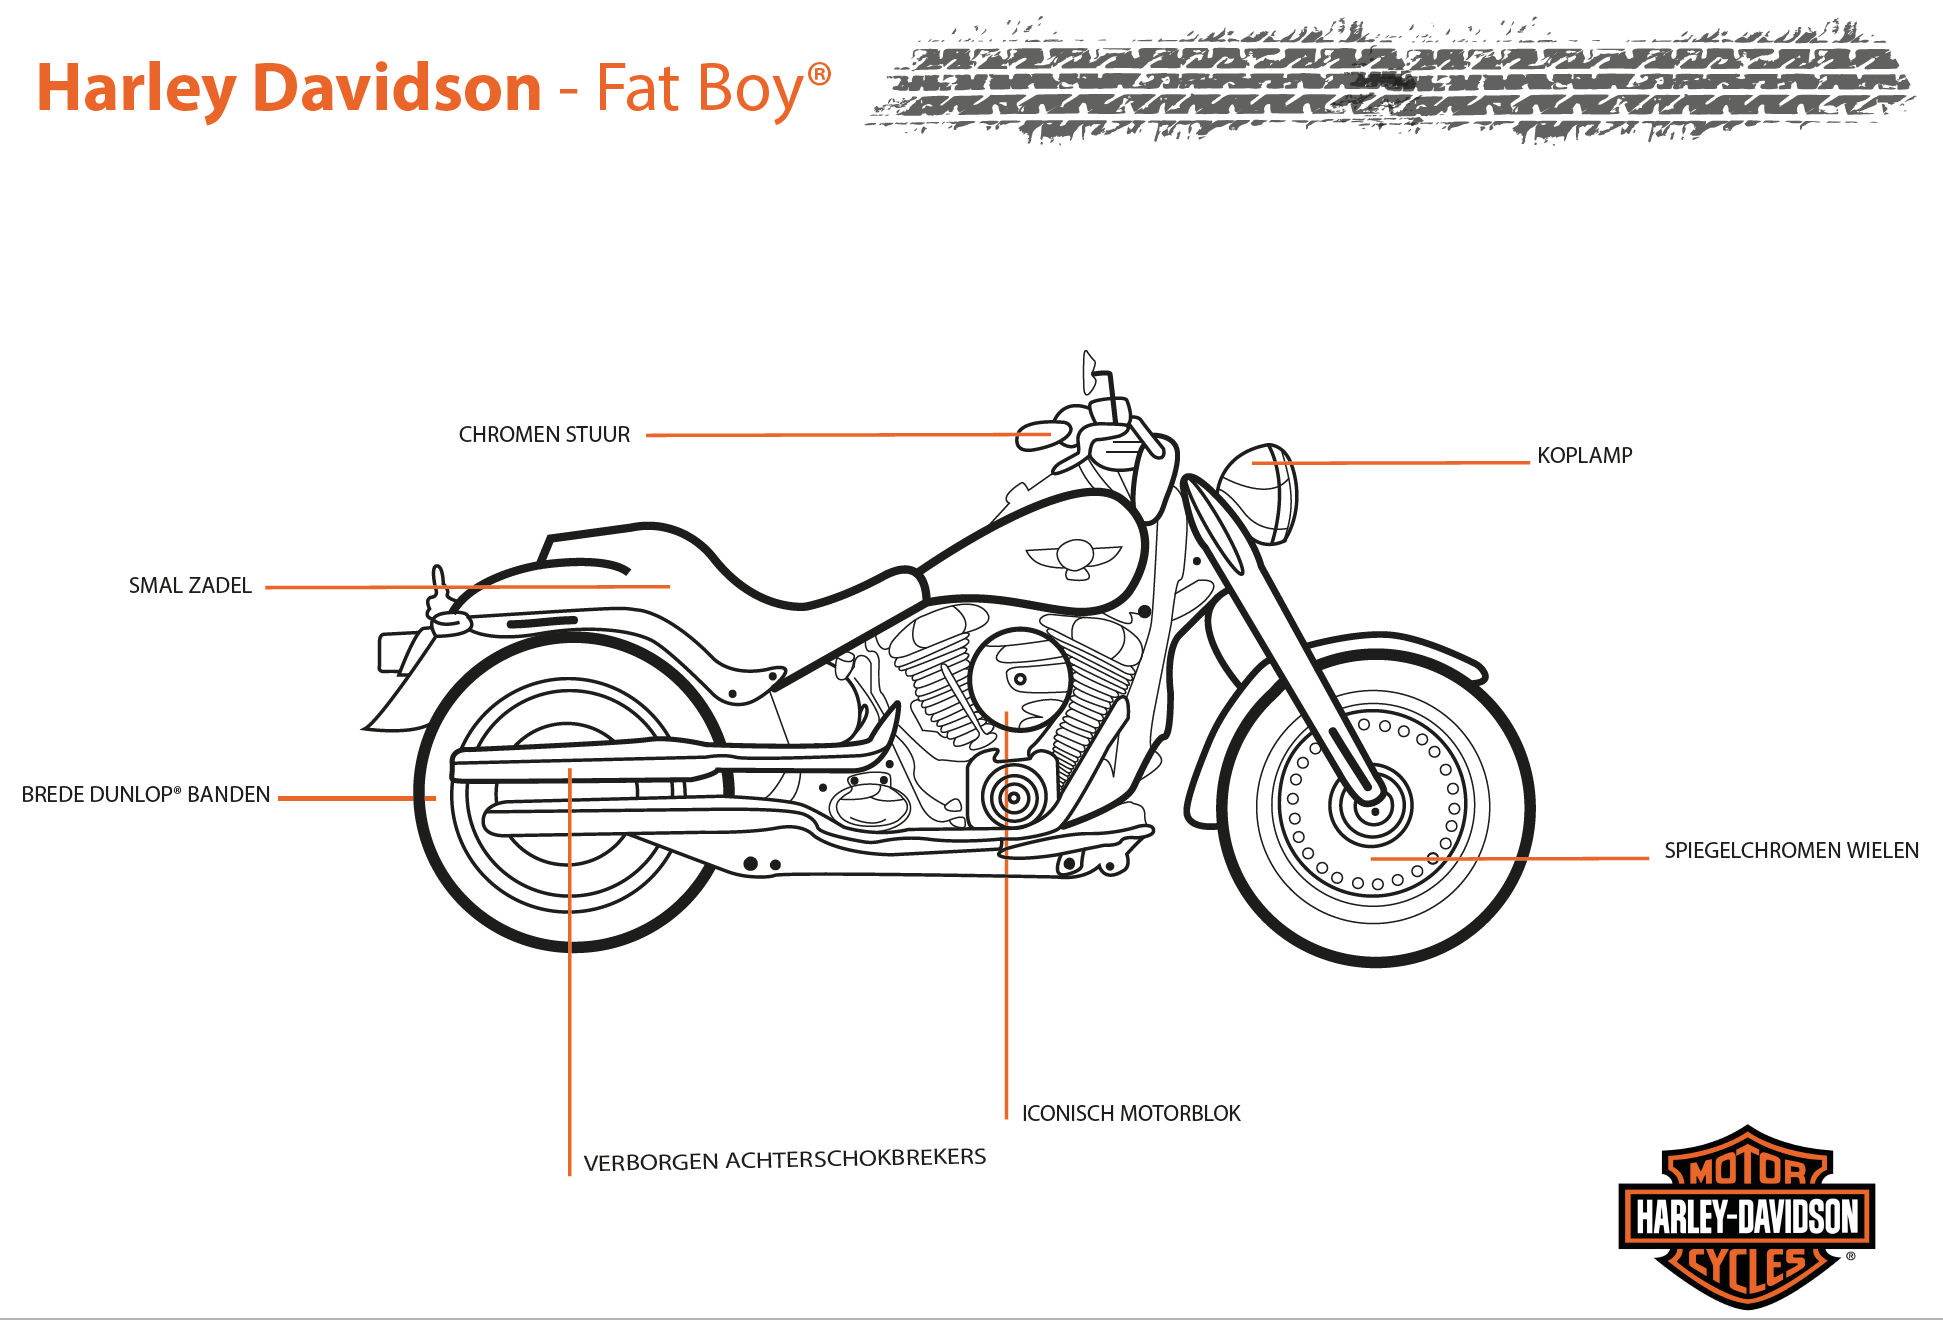 Harley Davidson - Fat Boy®
CHROMEN STUUR
KOPLAMP
SMAL ZADEL
BREDE DUNLOP® BANDEN
SPIEGELCHROMEN WIELEN
ICONISCH MOTORBLOK
VERBORGEN ACHTERSCHOKBREKERS
MOTOR
HARLEY-DAVIDSON
CYCLES ®